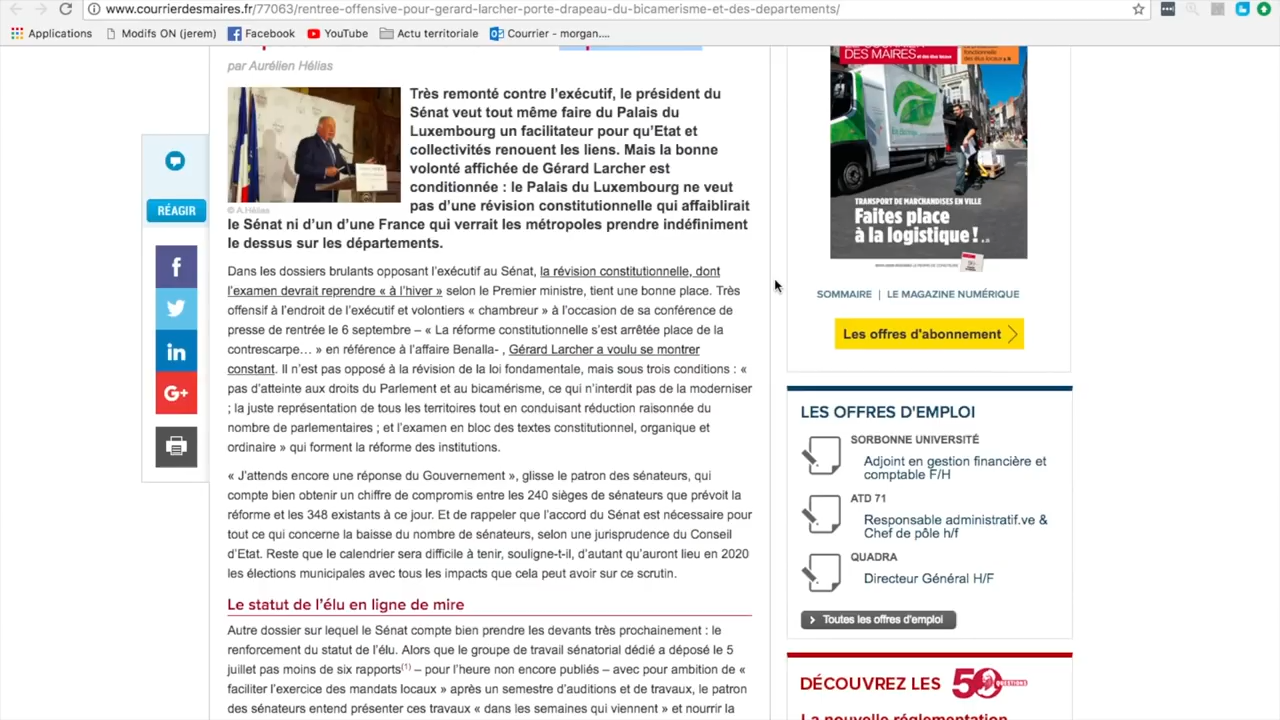 www.courrierdesmaires.fr/77063/rentree-offensive-pour-gerard-larcher-porte-drapeau-du-bicamerisme-et-des-departements/
Applications
Modifs ON (jerem)
Facebook
YouTube
Actu territoriale
Courrier - morgan....
par Aurélien Hélias
© A.Hélias
Très remonté contre l'exécutif, le président du
Sénat veut tout même faire du Palais du
Luxembourg un facilitateur pour qu'Etat et
collectivités renouent les liens. Mais la bonne
volonté affichée de Gérard Larcher est
conditionnée : le Palais du Luxembourg ne veut
pas d'une révision constitutionnelle qui affaiblirait
le Sénat ni d'un d'une France qui verrait les métropoles prendre indéfiniment
le dessus sur les départements.
RÉAGIR
Dans les dossiers brulants opposant l'exécutif au Sénat, la révision constitutionnelle, dont
l'examen devrait reprendre « à l'hiver » selon le Premier ministre, tient une bonne place. Très
offensif à l'endroit de l'exécutif et volontiers « chambreur » à l'occasion de sa conférence de
presse de rentrée le 6 septembre – « La réforme constitutionnelle s'est arrêtée place de la
contrescarpe… » en référence à l'affaire Benalla- , Gérard Larcher a voulu se montrer
constant. Il n'est pas opposé à la révision de la loi fondamentale, mais sous trois conditions : «
pas d'atteinte aux droits du Parlement et au bicamérisme, ce qui n'interdit pas de la moderniser
; la juste représentation de tous les territoires tout en conduisant réduction raisonnée du
nombre de parlementaires ; et l'examen en bloc des textes constitutionnel, organique et
ordinaire » qui forment la réforme des institutions.
« J'attends encore une réponse du Gouvernement », glisse le patron des sénateurs, qui
compte bien obtenir un chiffre de compromis entre les 240 sièges de sénateurs que prévoit la
réforme et les 348 existants à ce jour. Et de rappeler que l'accord du Sénat est nécessaire pour
tout ce qui concerne la baisse du nombre de sénateurs, selon une jurisprudence du Conseil
d'Etat. Reste que le calendrier sera difficile à tenir, souligne-t-il, d'autant qu'auront lieu en 2020
les élections municipales avec tous les impacts que cela peut avoir sur ce scrutin.
Le statut de l'élu en ligne de mire
Autre dossier sur lequel le Sénat compte bien prendre les devants très prochainement : le
renforcement du statut de l'élu. Alors que le groupe de travail sénatorial dédié a déposé le 5
juillet pas moins de six rapports(1) – pour l'heure non encore publiés – avec pour ambition de «
faciliter l'exercice des mandats locaux » après un semestre d'auditions et de travaux, le patron
des sénateurs entend présenter ces travaux « dans les semaines qui viennent » et nourrir la
DES MAIRES
TRANSPORT DE MARCHANDISES EN VILLE
Faites place
à la logistique !
SOMMAIRE | LE MAGAZINE NUMÉRIQUE
Les offres d'abonnement
LES OFFRES D'EMPLOI
SORBONNE UNIVERSITÉ
Adjoint en gestion financière et
comptable F/H
ATD 71
Responsable administratif.ve &
Chef de pôle h/f
QUADRA
Directeur Général H/F
Toutes les offres d'emploi
DÉCOUVREZ LES 50 QUESTIONS
La nouvelle réglementation